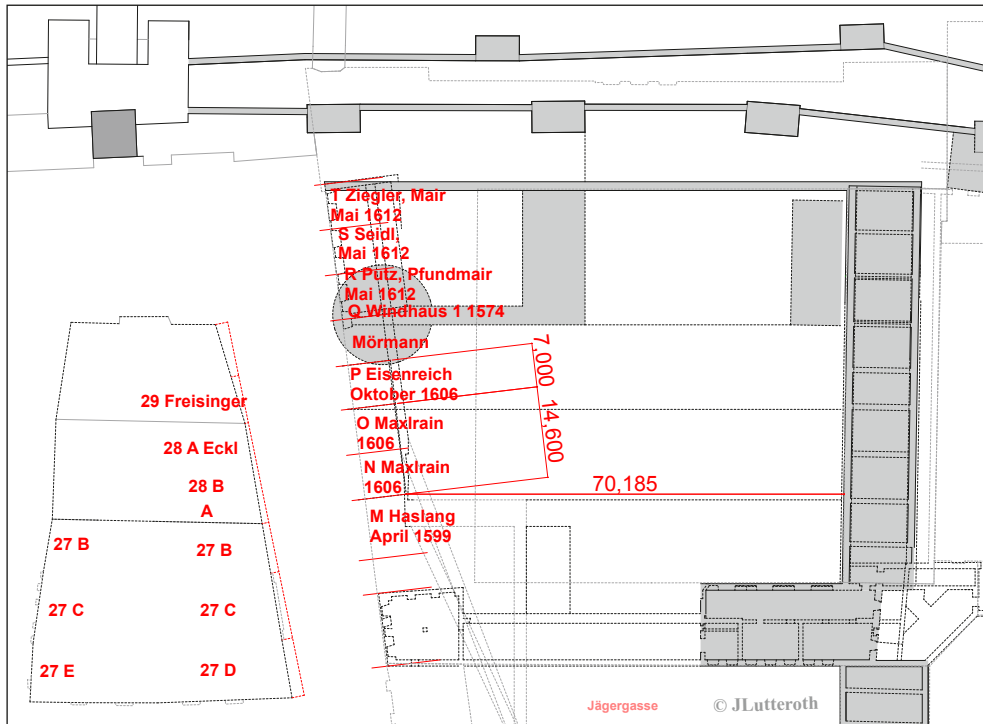 T Ziegler, Mair
Mai 1612
S Seidl,
Mai 1612
R Pütz, Pfundmair
Mai 1612
Q Windhaus 1 1574
Mörmann
P Eisenreich
Oktober 1606
7,000
O Maxlrain
1606
14,600
N Maxlrain
1606
70,185
M Haslang
April 1599
29 Freisinger
28 A Eckl
28 B
A
27 B
27 B
27 C
27 C
27 E
27 D
Jägergasse
© JLutteroth